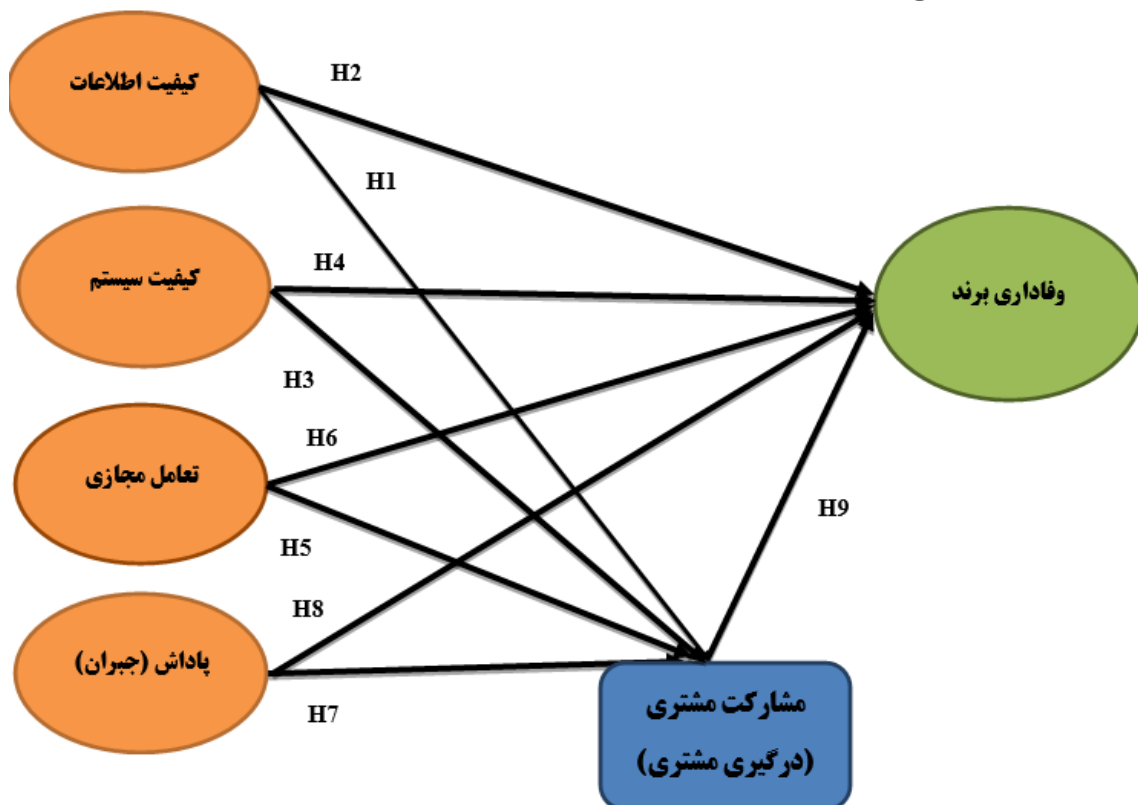 کیفیت اطلاعات
H2
H1
کیفیت سیستم
H4
وفاداری برند
H3
H6
تعامل مجازی
H5
H9
H8
پاداش (جبران)
H7
مشارکت مشتری
(درگیری مشتری)